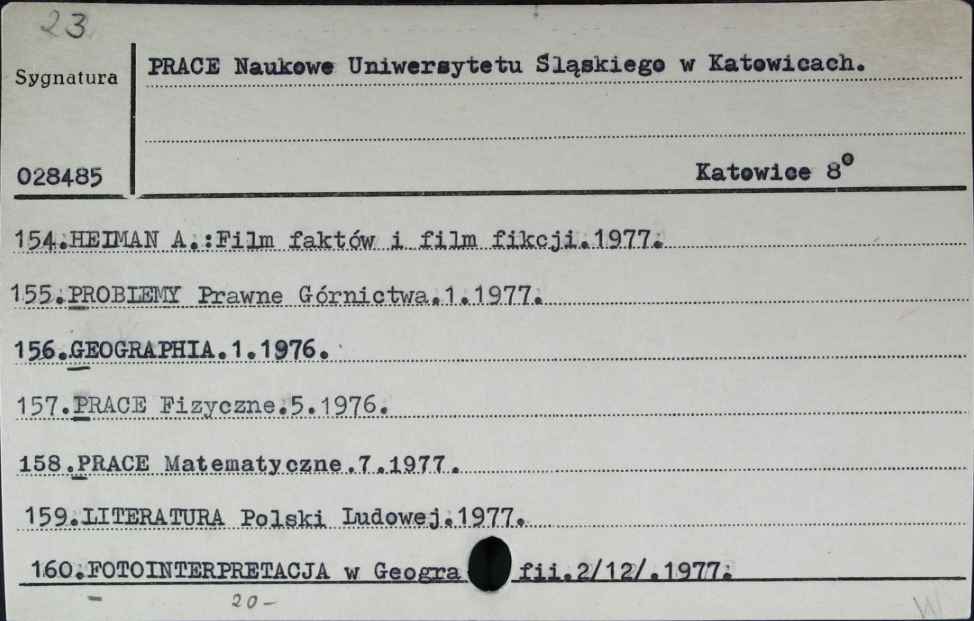 23
PRACE Naukowe Uniwersytetu Śląskiego w Katowicach.
Sygnatura
028485
Katowice 8°
154.HEIMAN A.:Film faktów i film fikcji.1977.
155.PROBLEMY Prawne Górnictwa.1.1977.
156.GEOGRAPHIA.1.1976.
157.PRACE Fizyczne.5.1976.
158.PRACE Matematyczne.7.1977.
159.LITERATURA Polski Ludowej.1977.
160.FOTOINTERPRETACJA w Geogra fii.2/12/.1977.
20-
W